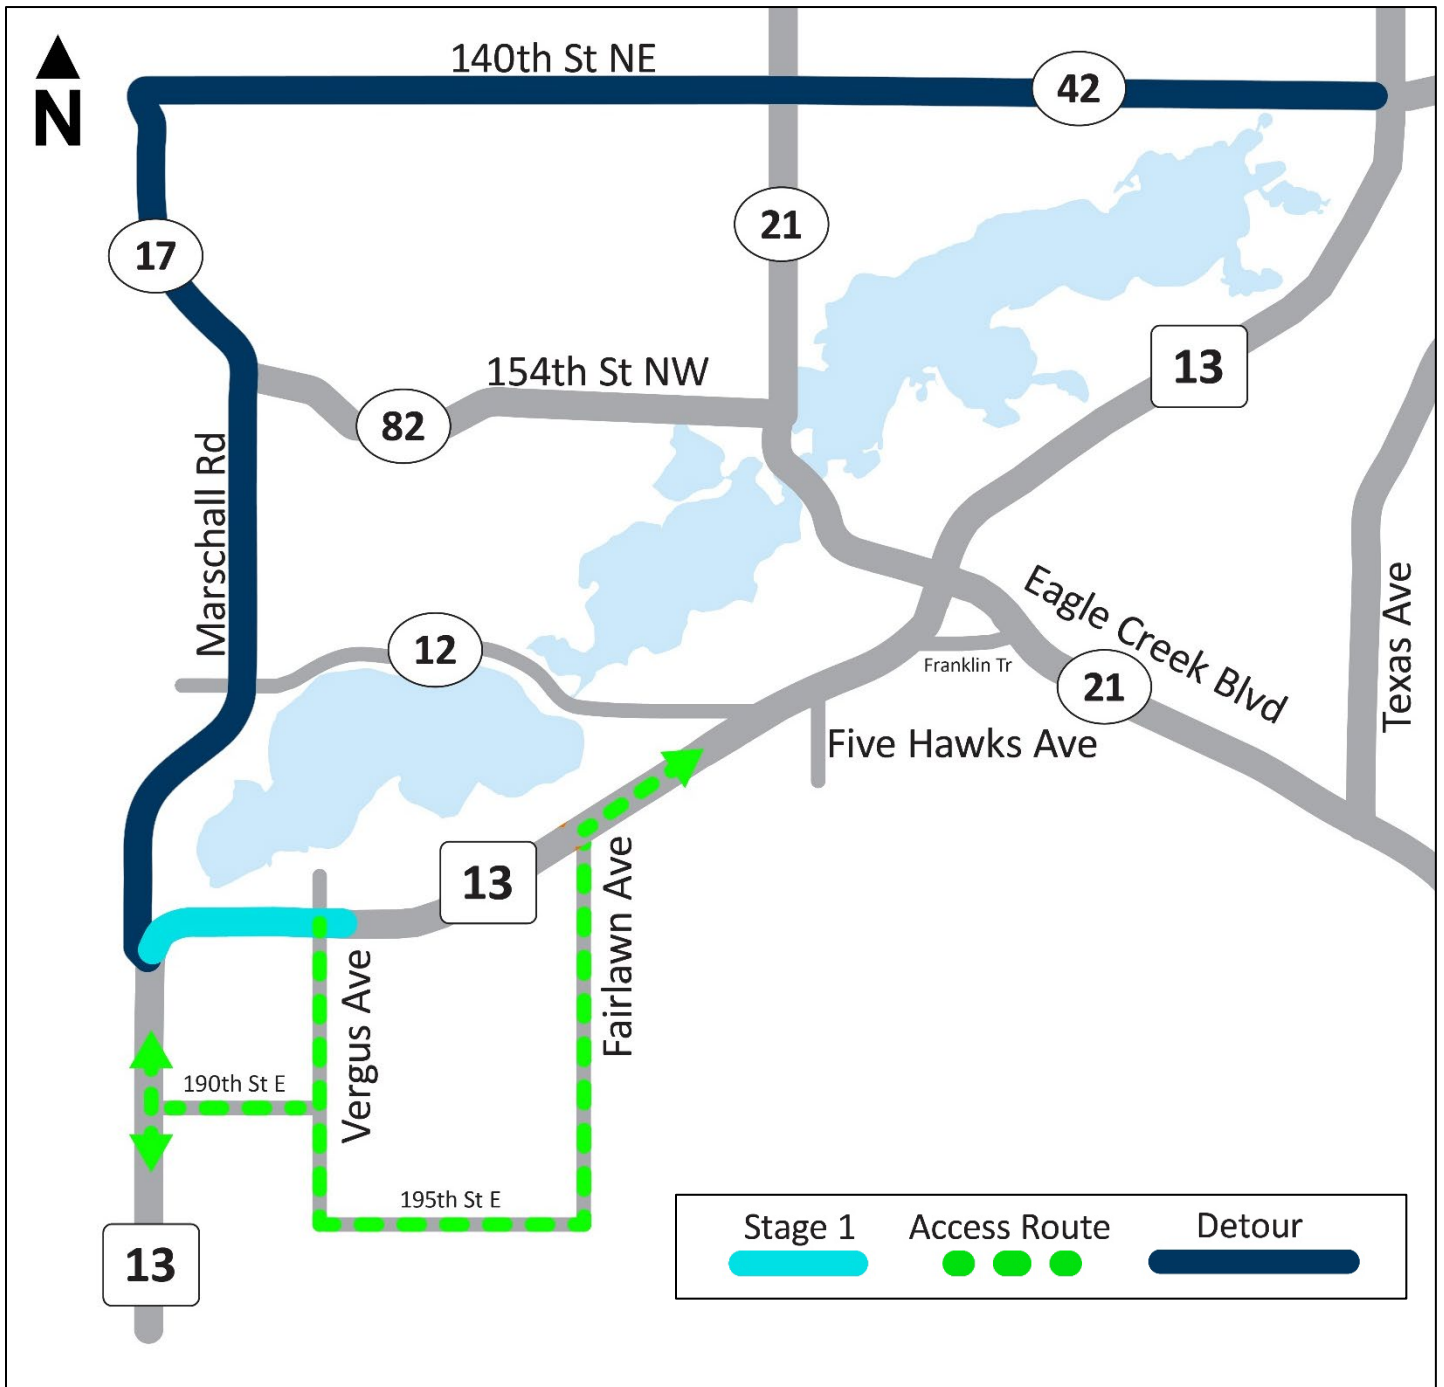 140th St NE
42
N
21
17
13
154th St NW
82
Marschall Rd
Eagle Creek Blvd
Texas Ave
12
Franklin Tr
21
Five Hawks Ave
13
Fairlawn Ave
Vergus Ave
190th St E
195th St E
13
Stage 1
Access Route
Detour